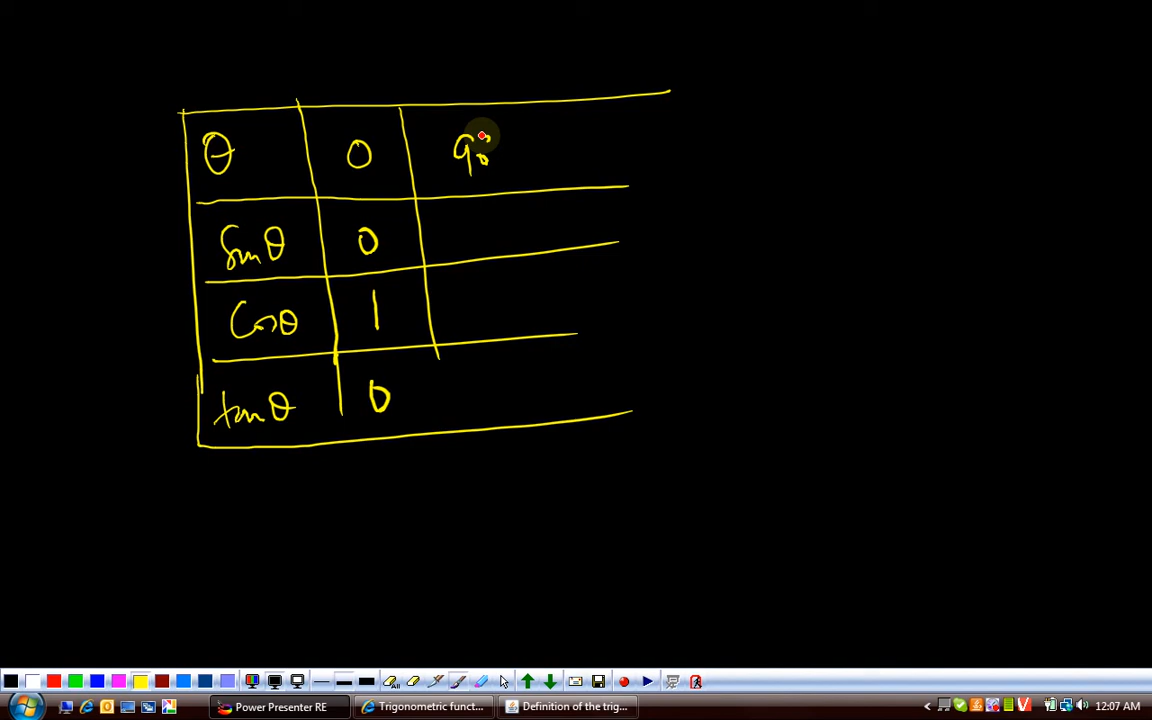 θ 0 90°
sinθ 0
Cosθ 1
tanθ 0
All
Power Presenter RE
Trigonometric funct...
Definition of the trig...
12:07 AM